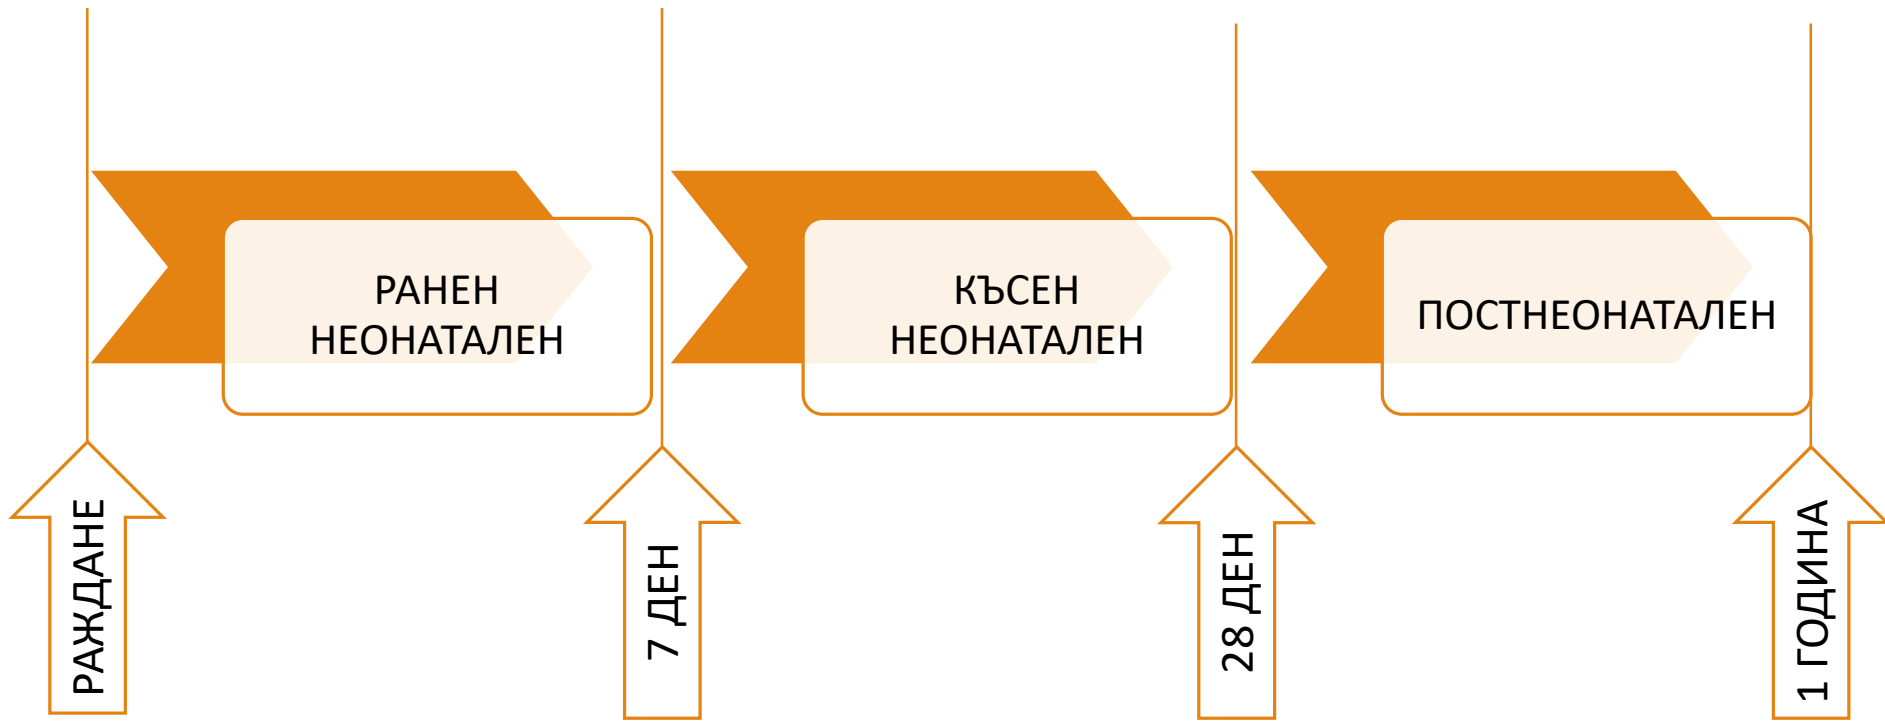 РАНЕН
НЕОНАТАЛЕН
КЪСЕН
НЕОНАТАЛЕН
ПОСТНЕОНАТАЛЕН
РАЖДАНЕ
7 ДЕН
28 ДЕН
1 ГОДИНА